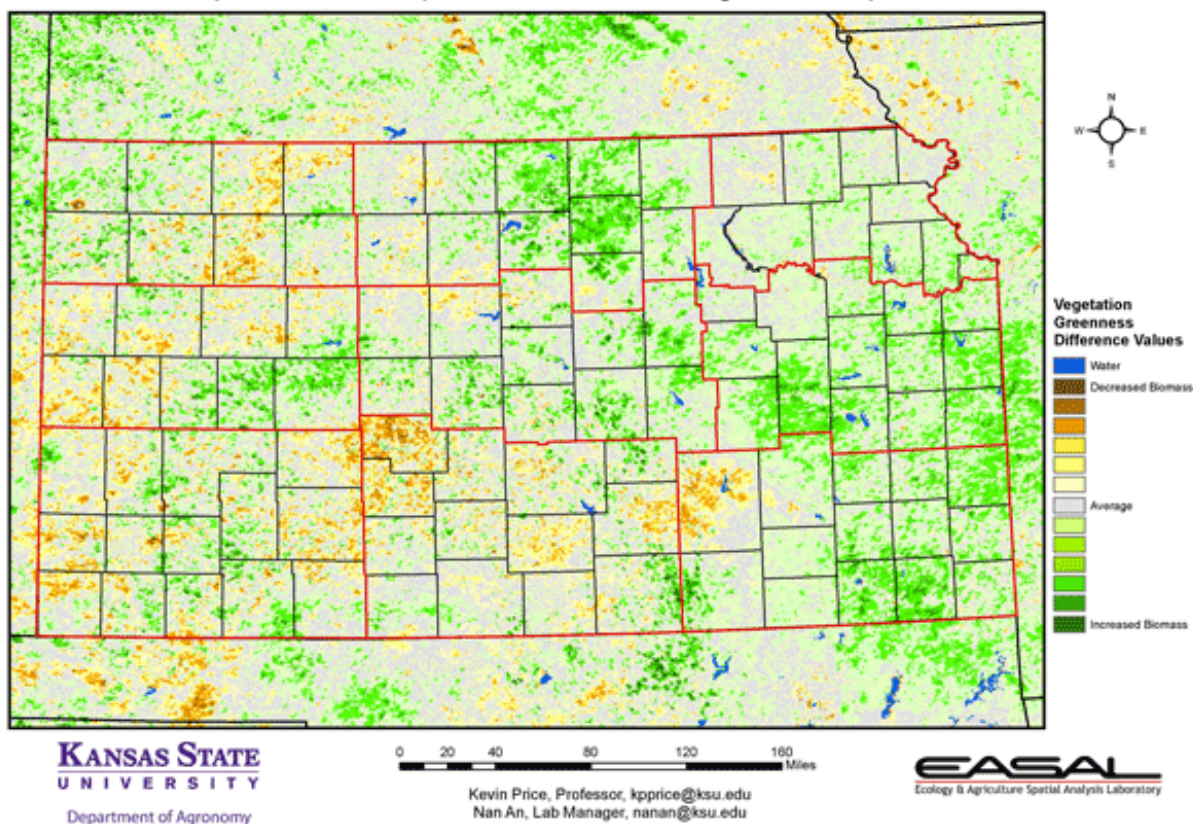 N
W
E
S
Vegetation
Greenness
Difference Values
Water
Decreased Biomass
Average
Increased Biomass
KANSAS STATE
UNIVERSITY
Department of Agronomy
0 20 40 80 120 160
Miles
Kevin Price, Professor, kpprice@ksu.edu
Nan An, Lab Manager, nanan@ksu.edu
EASAL
Ecology & Agriculture Spatial Analysis Laboratory